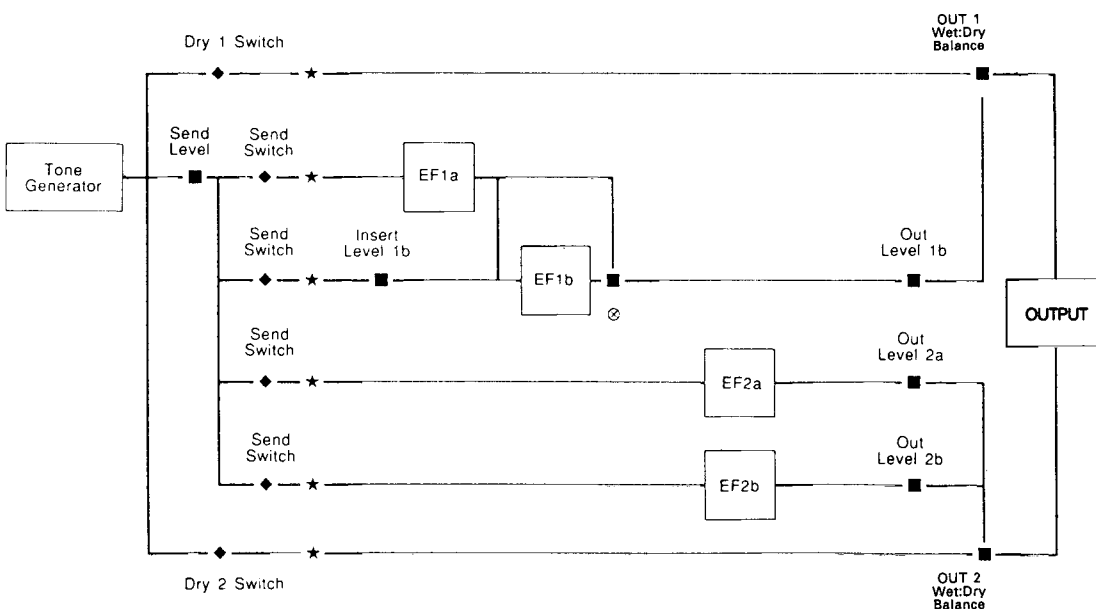 OUT 1
Wet:Dry
Balance
Dry 1 Switch
Send
Level
Send
Switch
Tone
Generator
EF1a
Send
Switch
Insert
Level 1b
EF1b
Out
Level 1b
OUTPUT
Send
Switch
EF2a
Out
Level 2a
Send
Switch
EF2b
Out
Level 2b
Dry 2 Switch
OUT 2
Wet:Dry
Balance